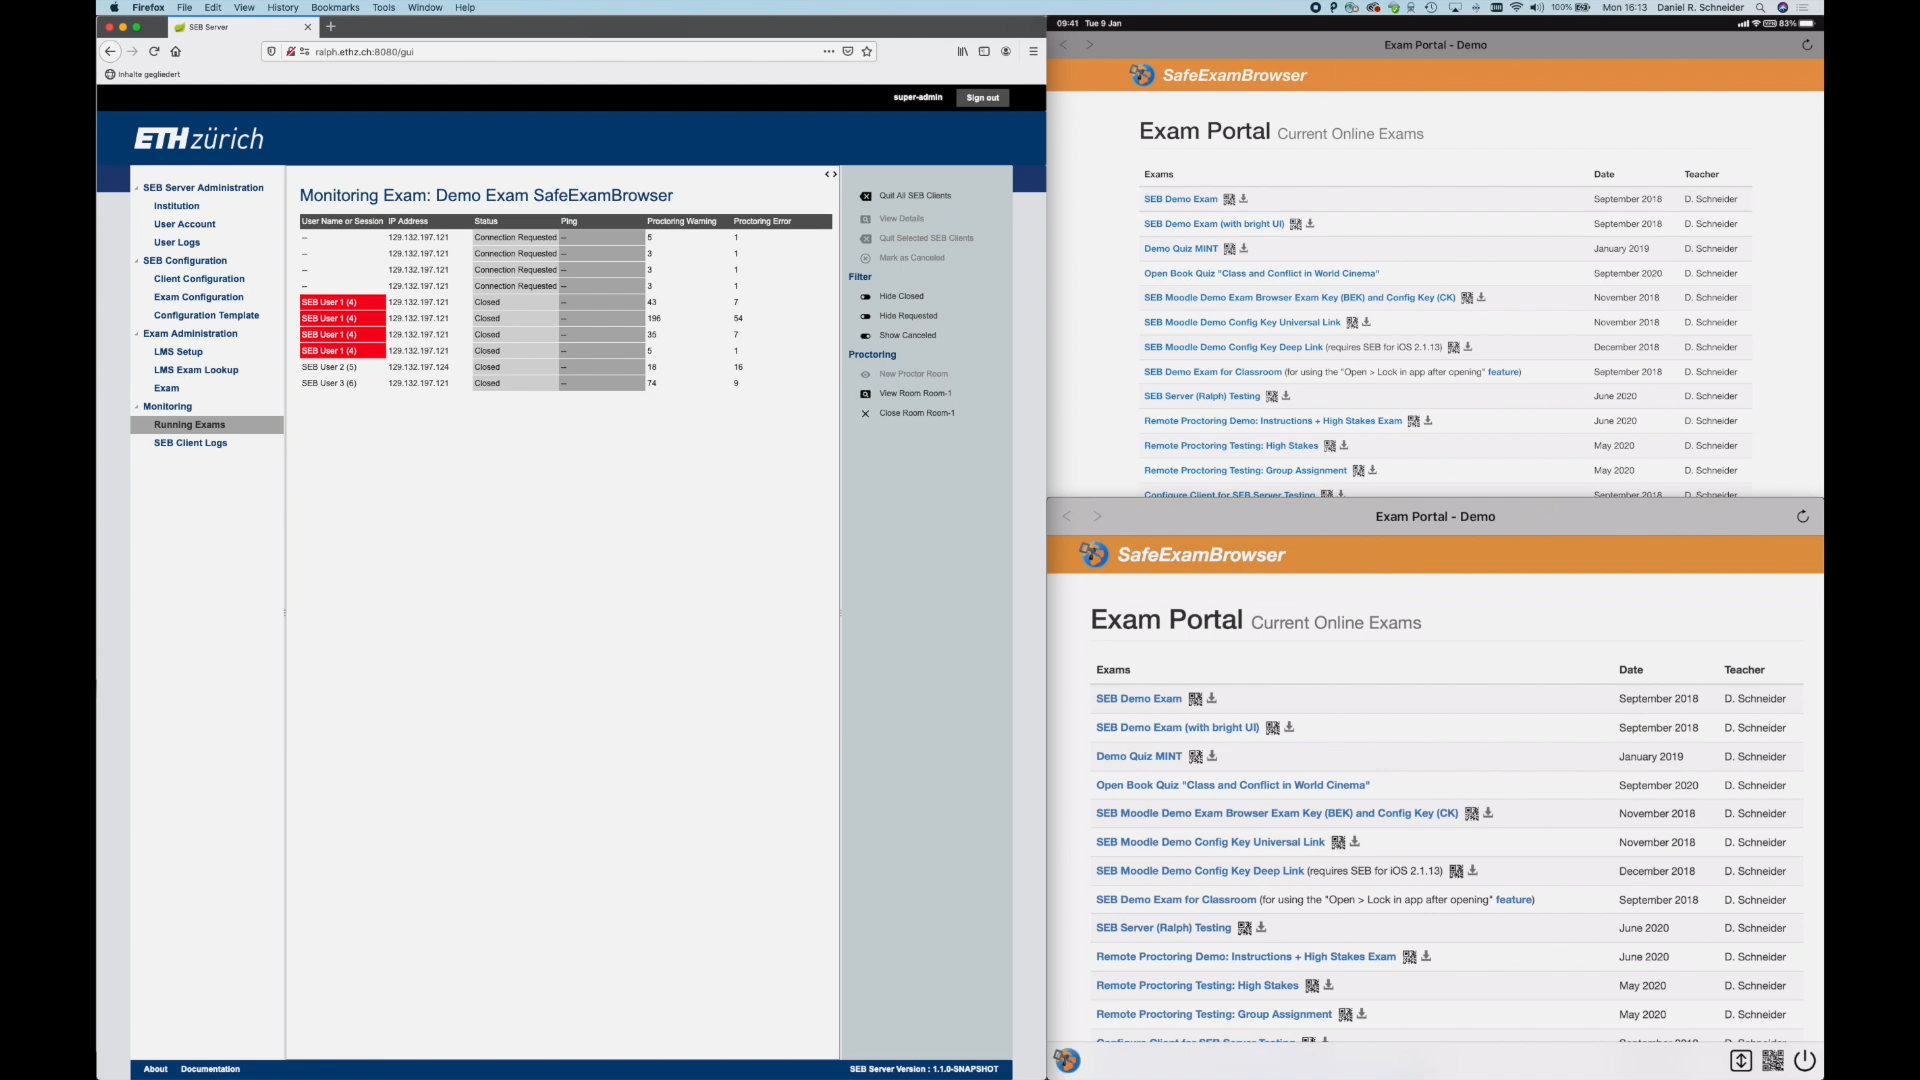 Firefox File Edit View History Bookmarks Tools Window Help
100% Mon 16:13 Daniel R. Schneider
SEB Server
ralph.ethz.ch:8080/gui
Inhalte gegliedert
super-admin Sign out
ETH zürich
SEB Server Administration
Institution
User Account
User Logs
SEB Configuration
Client Configuration
Exam Configuration
Configuration Template
Exam Administration
LMS Setup
LMS Exam Lookup
Exam
Monitoring
Running Exams
SEB Client Logs
Monitoring Exam: Demo Exam SafeExamBrowser
User Name or Session IP Address Status Ping Proctoring Warning Proctoring Error
-- 129.132.197.121 Connection Requested -- 5 1
-- 129.132.197.121 Connection Requested -- 3 1
-- 129.132.197.121 Connection Requested -- 3 1
-- 129.132.197.121 Connection Requested -- 3 1
SEB User 1 (4) 129.132.197.121 Closed -- 43 7
SEB User 1 (4) 129.132.197.121 Closed -- 196 54
SEB User 1 (4) 129.132.197.121 Closed -- 35 7
SEB User 1 (4) 129.132.197.121 Closed -- 5 1
SEB User 2 (5) 129.132.197.124 Closed -- 18 16
SEB User 3 (6) 129.132.197.121 Closed -- 74 9
Quit All SEB Clients
View Details
Quit Selected SEB Clients
Mark as Canceled
Filter
Hide Closed
Hide Requested
Show Canceled
Proctoring
New Proctor Room
View Room Room-1
Close Room Room-1
About Documentation
SEB Server Version : 1.1.0-SNAPSHOT
09:41 Tue 9 Jan
83%
Exam Portal - Demo
SafeExamBrowser
Exam Portal Current Online Exams
Exams Date Teacher
SEB Demo Exam September 2018 D. Schneider
SEB Demo Exam (with bright UI) September 2018 D. Schneider
Demo Quiz MINT January 2019 D. Schneider
Open Book Quiz "Class and Conflict in World Cinema" September 2020 D. Schneider
SEB Moodle Demo Exam Browser Exam Key (BEK) and Config Key (CK) November 2018 D. Schneider
SEB Moodle Demo Config Key Universal Link November 2018 D. Schneider
SEB Moodle Demo Config Key Deep Link (requires SEB for iOS 2.1.13) December 2018 D. Schneider
SEB Demo Exam for Classroom (for using the "Open > Lock in app after opening" feature) September 2018 D. Schneider
SEB Server (Ralph) Testing June 2020 D. Schneider
Remote Proctoring Demo: Instructions + High Stakes Exam June 2020 D. Schneider
Remote Proctoring Testing: High Stakes May 2020 D. Schneider
Remote Proctoring Testing: Group Assignment May 2020 D. Schneider
Configure Client for SEB Server Testing September 2018 D. Schneider
Exam Portal - Demo
SafeExamBrowser
Exam Portal Current Online Exams
Exams Date Teacher
SEB Demo Exam September 2018 D. Schneider
SEB Demo Exam (with bright UI) September 2018 D. Schneider
Demo Quiz MINT January 2019 D. Schneider
Open Book Quiz "Class and Conflict in World Cinema" September 2020 D. Schneider
SEB Moodle Demo Exam Browser Exam Key (BEK) and Config Key (CK) November 2018 D. Schneider
SEB Moodle Demo Config Key Universal Link November 2018 D. Schneider
SEB Moodle Demo Config Key Deep Link (requires SEB for iOS 2.1.13) December 2018 D. Schneider
SEB Demo Exam for Classroom (for using the "Open > Lock in app after opening" feature) September 2018 D. Schneider
SEB Server (Ralph) Testing June 2020 D. Schneider
Remote Proctoring Demo: Instructions + High Stakes Exam June 2020 D. Schneider
Remote Proctoring Testing: High Stakes May 2020 D. Schneider
Remote Proctoring Testing: Group Assignment May 2020 D. Schneider